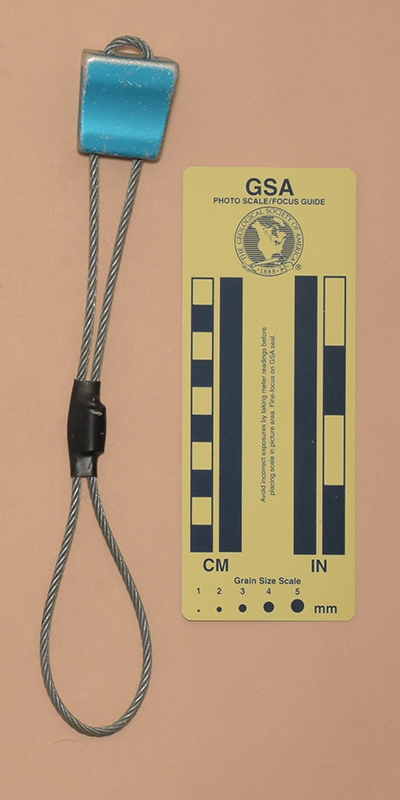 GSA
PHOTO SCALE/FOCUS GUIDE
THE GEOLOGICAL SOCIETY OF AMERICA
1888
®
Avoid incorrect exposures by taking meter readings before
placing scale in picture area. Fine-focus on GSA seal.
CM IN
Grain Size Scale
1 2 3 4 5
mm